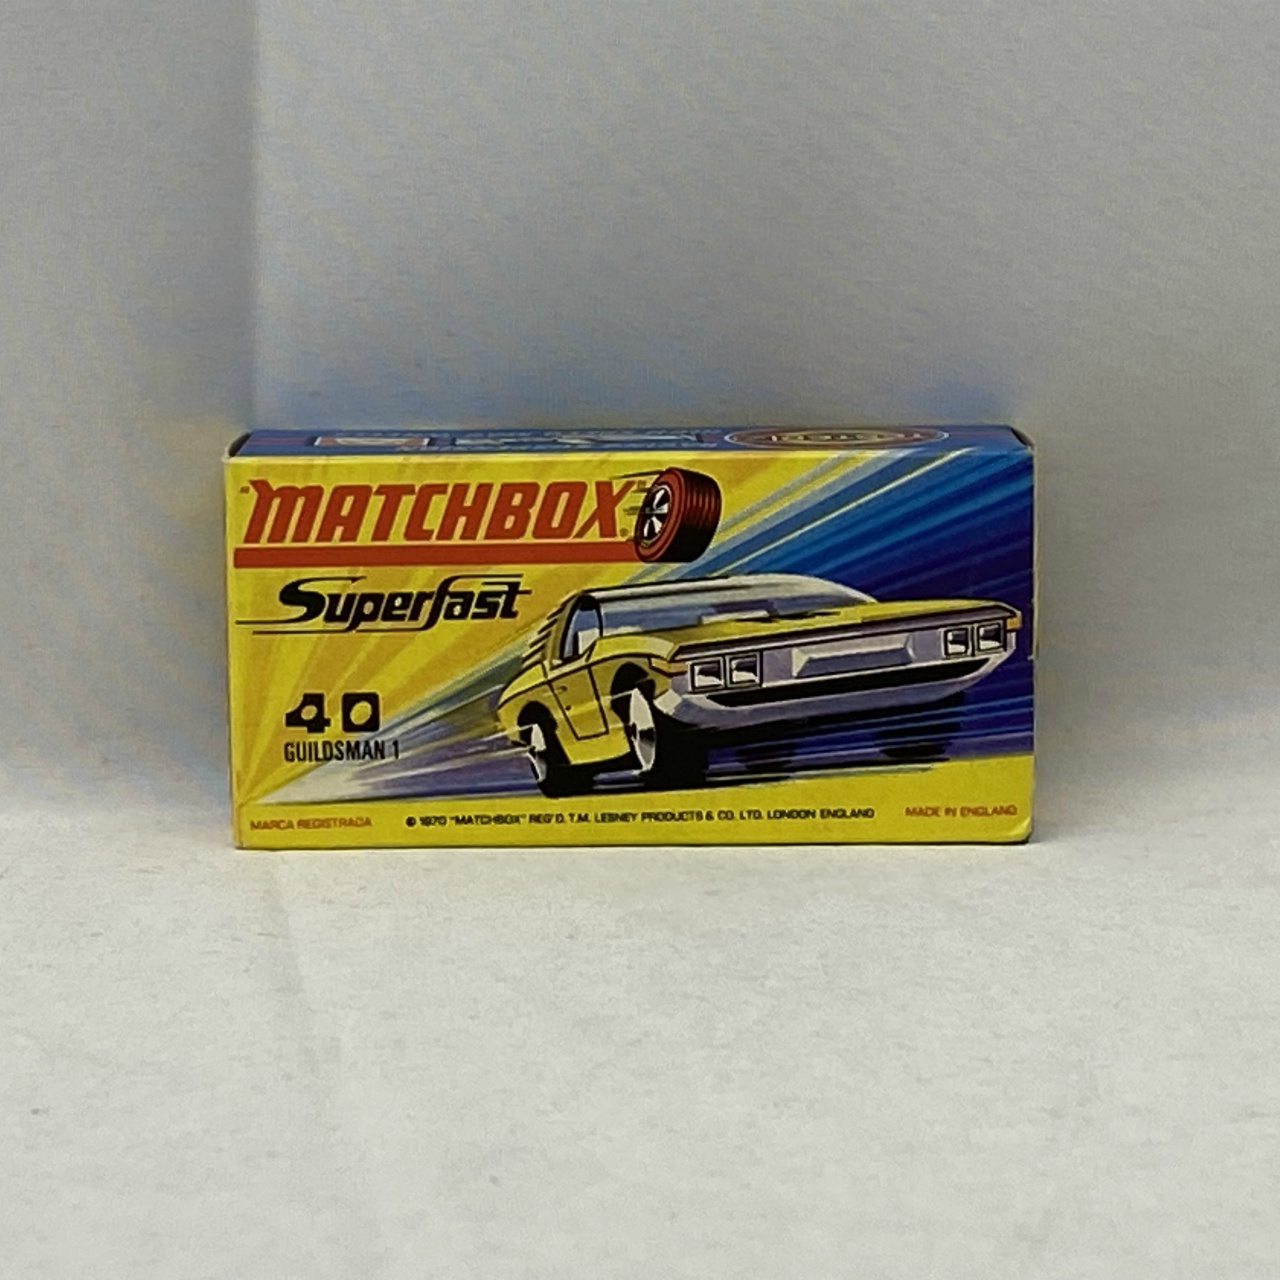 "MATCHBOX"
Superfast
40
GUILDSMAN 1
MARCA REGISTRADA © 1970 "MATCHBOX" REG'D. T.M. LESNEY PRODUCTS & CO. LTD. LONDON ENGLAND MADE IN ENGLAND